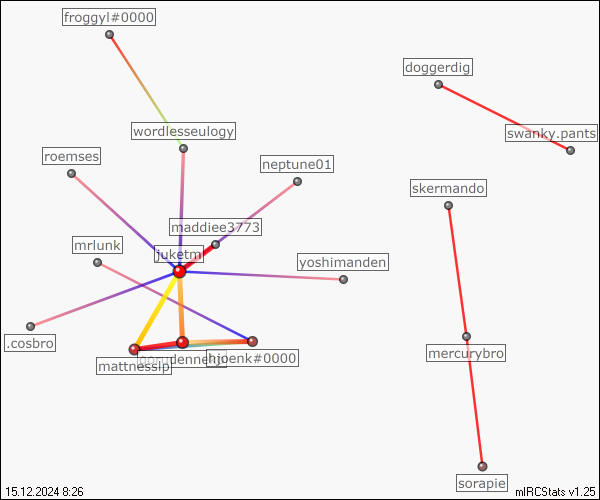 froggyl#0000
doggerdig
wordlesseulogy
swanky.pants
roemses
neptune01
skermando
maddiee3773
mrlunk
juketm
yoshimanden
.cosbro
mercurybro
mattnessip
hjoenk#0000
sorapie
15.12.2024 8:26
mIRCStats v1.25